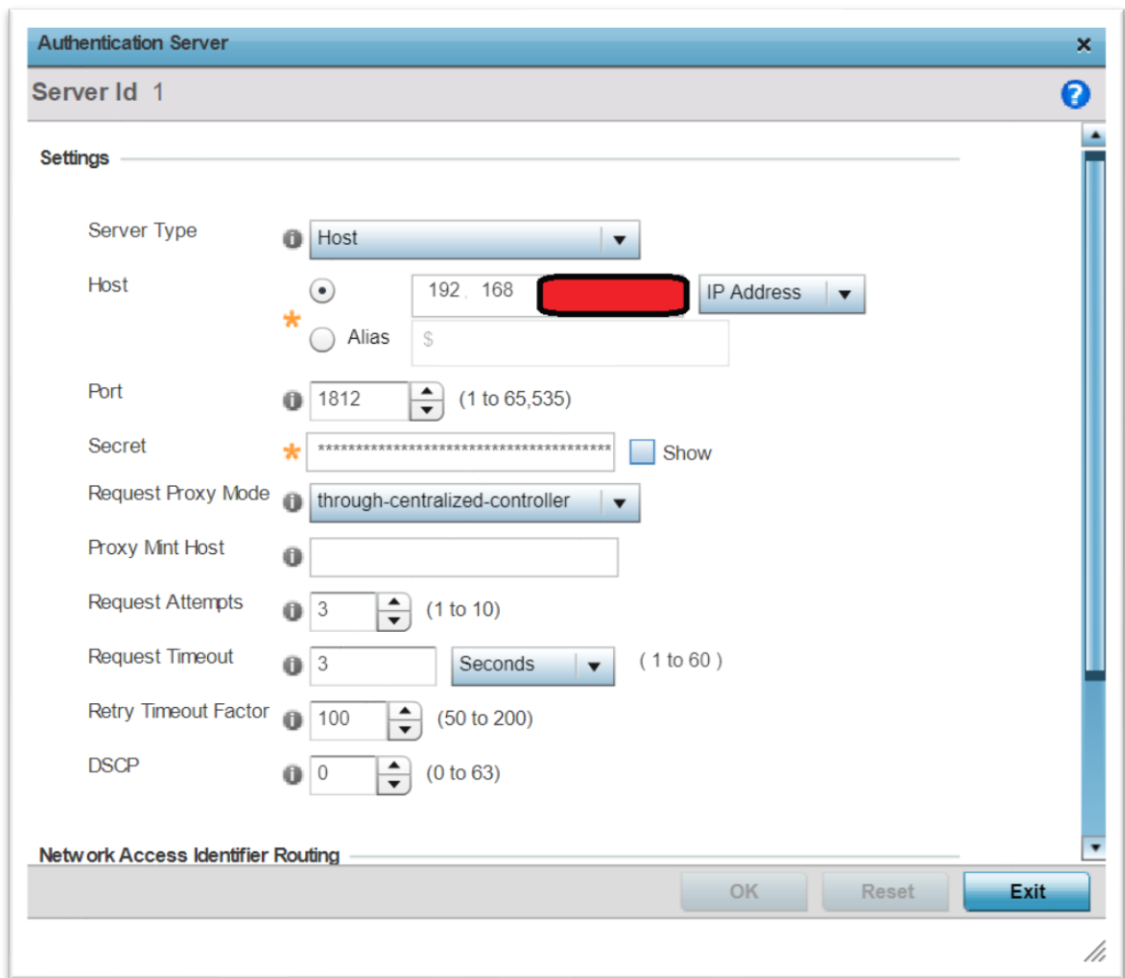 Authentication Server
Server Id 1
Settings
Server Type Host
Host 192. 168 IP Address
Alias $
Port 1812 (1 to 65,535)
Secret **************************************** Show
Request Proxy Mode through-centralized-controller
Proxy Mint Host
Request Attempts 3 (1 to 10)
Request Timeout 3 Seconds ( 1 to 60 )
Retry Timeout Factor 100 (50 to 200)
DSCP 0 (0 to 63)
Network Access Identifier Routing
OK Reset Exit